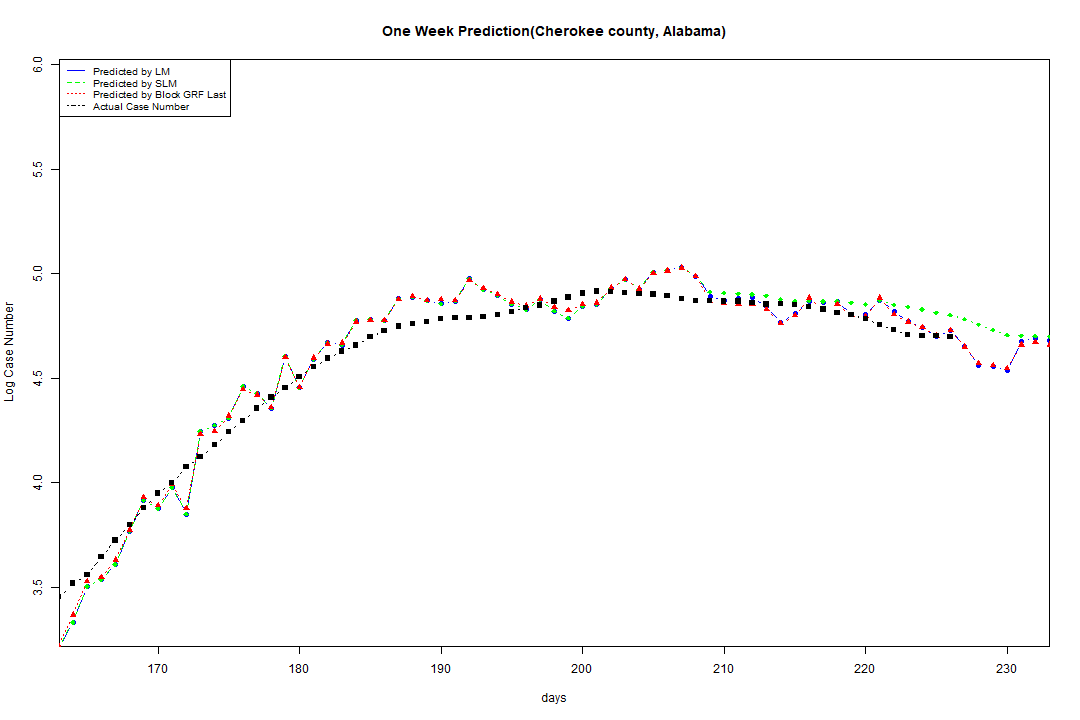 One Week Prediction(Cherokee county, Alabama)
Predicted by LM
Predicted by SLM
Predicted by Block GRF Last
Actual Case Number
6.0
5.5
5.0
4.5
4.0
3.5
Log Case Number
170 180 190 200 210 220 230
days